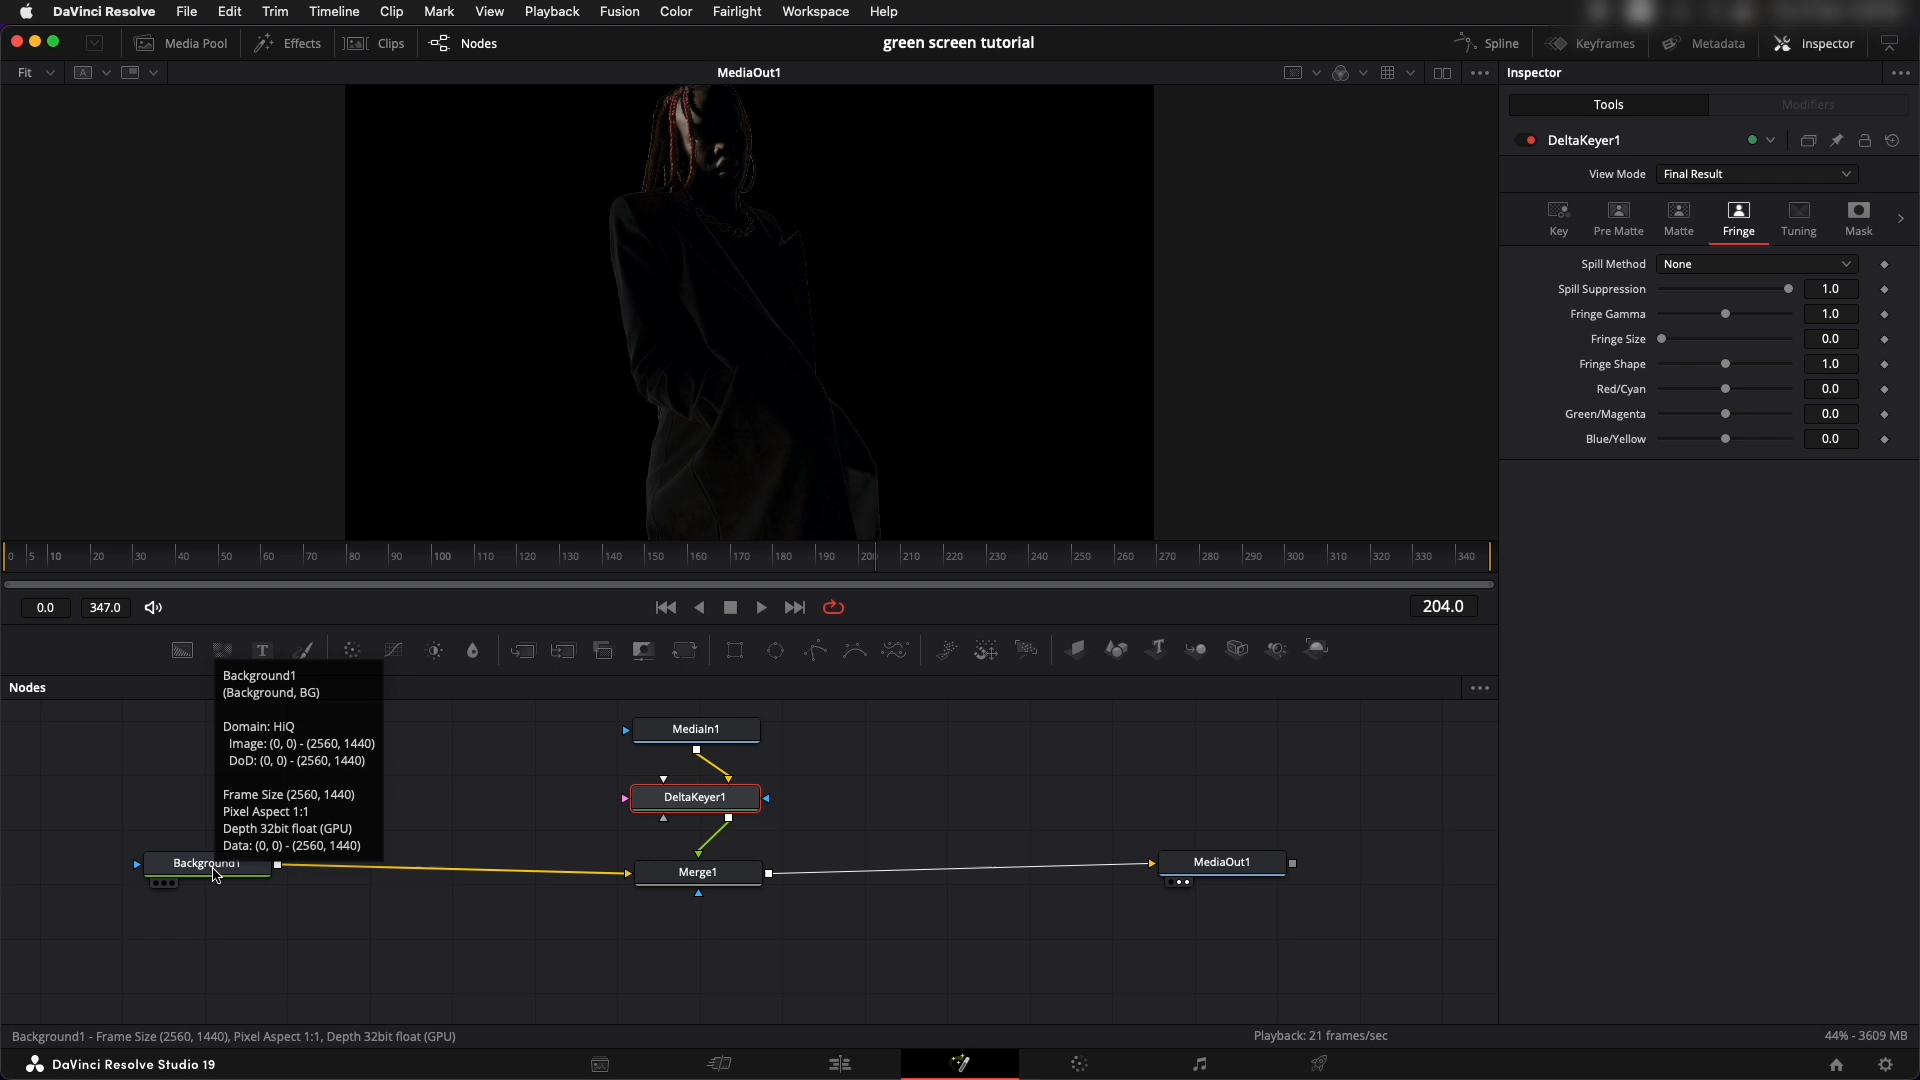 DaVinci Resolve File Edit Trim Timeline Clip Mark View Playback Fusion Color Fairlight Workspace Help
Media Pool Effects Clips Nodes green screen tutorial Spline Keyframes Metadata Inspector
Fit A MediaOut1 Inspector
Tools Modifiers
DeltaKeyer1
View Mode Final Result
Key Pre Matte Matte Fringe Tuning Mask
Spill Method None
Spill Suppression 1.0
Fringe Gamma 1.0
Fringe Size 0.0
Fringe Shape 1.0
Red/Cyan 0.0
Green/Magenta 0.0
Blue/Yellow 0.0
0 5 10 20 30 40 50 60 70 80 90 100 110 120 130 140 150 160 170 180 190 200 210 220 230 240 250 260 270 280 290 300 310 320 330 340
0.0 347.0 204.0
T T
Nodes
Background1
(Background, BG)
Domain: HiQ
Image: (0, 0) - (2560, 1440)
DoD: (0, 0) - (2560, 1440)
Frame Size (2560, 1440)
Pixel Aspect 1:1
Depth 32bit float (GPU)
Data: (0, 0) - (2560, 1440)
MediaIn1
DeltaKeyer1
Background1 Merge1 MediaOut1
Background1 - Frame Size (2560, 1440), Pixel Aspect 1:1, Depth 32bit float (GPU) Playback: 21 frames/sec 44% - 3609 MB
DaVinci Resolve Studio 19